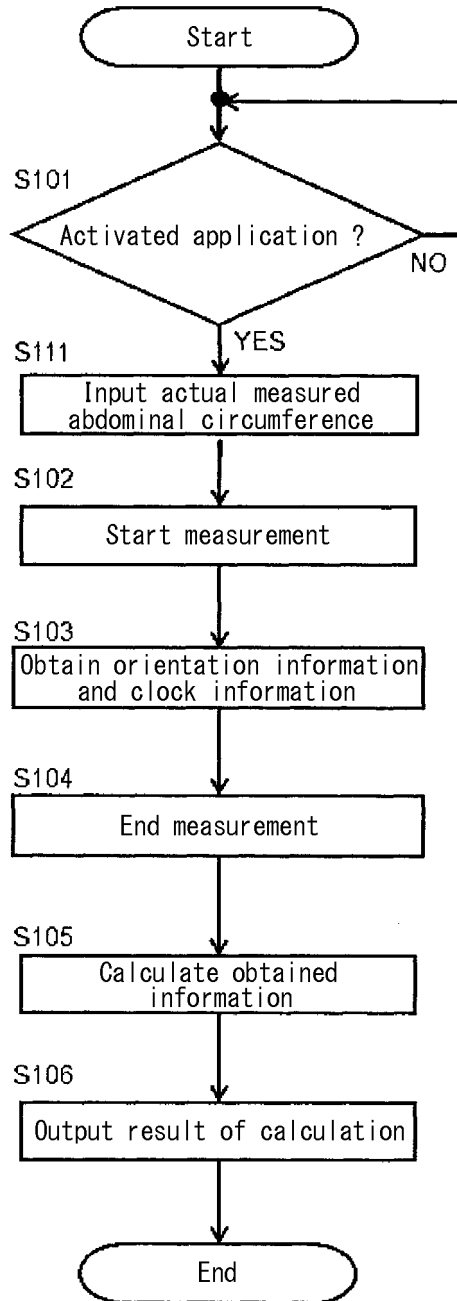 Start
S101
Activated application ?
NO
YES
S111
Input actual measured
abdominal circumference
S102
Start measurement
S103
Obtain orientation information
and clock information
S104
End measurement
S105
Calculate obtained
information
S106
Output result of calculation
End